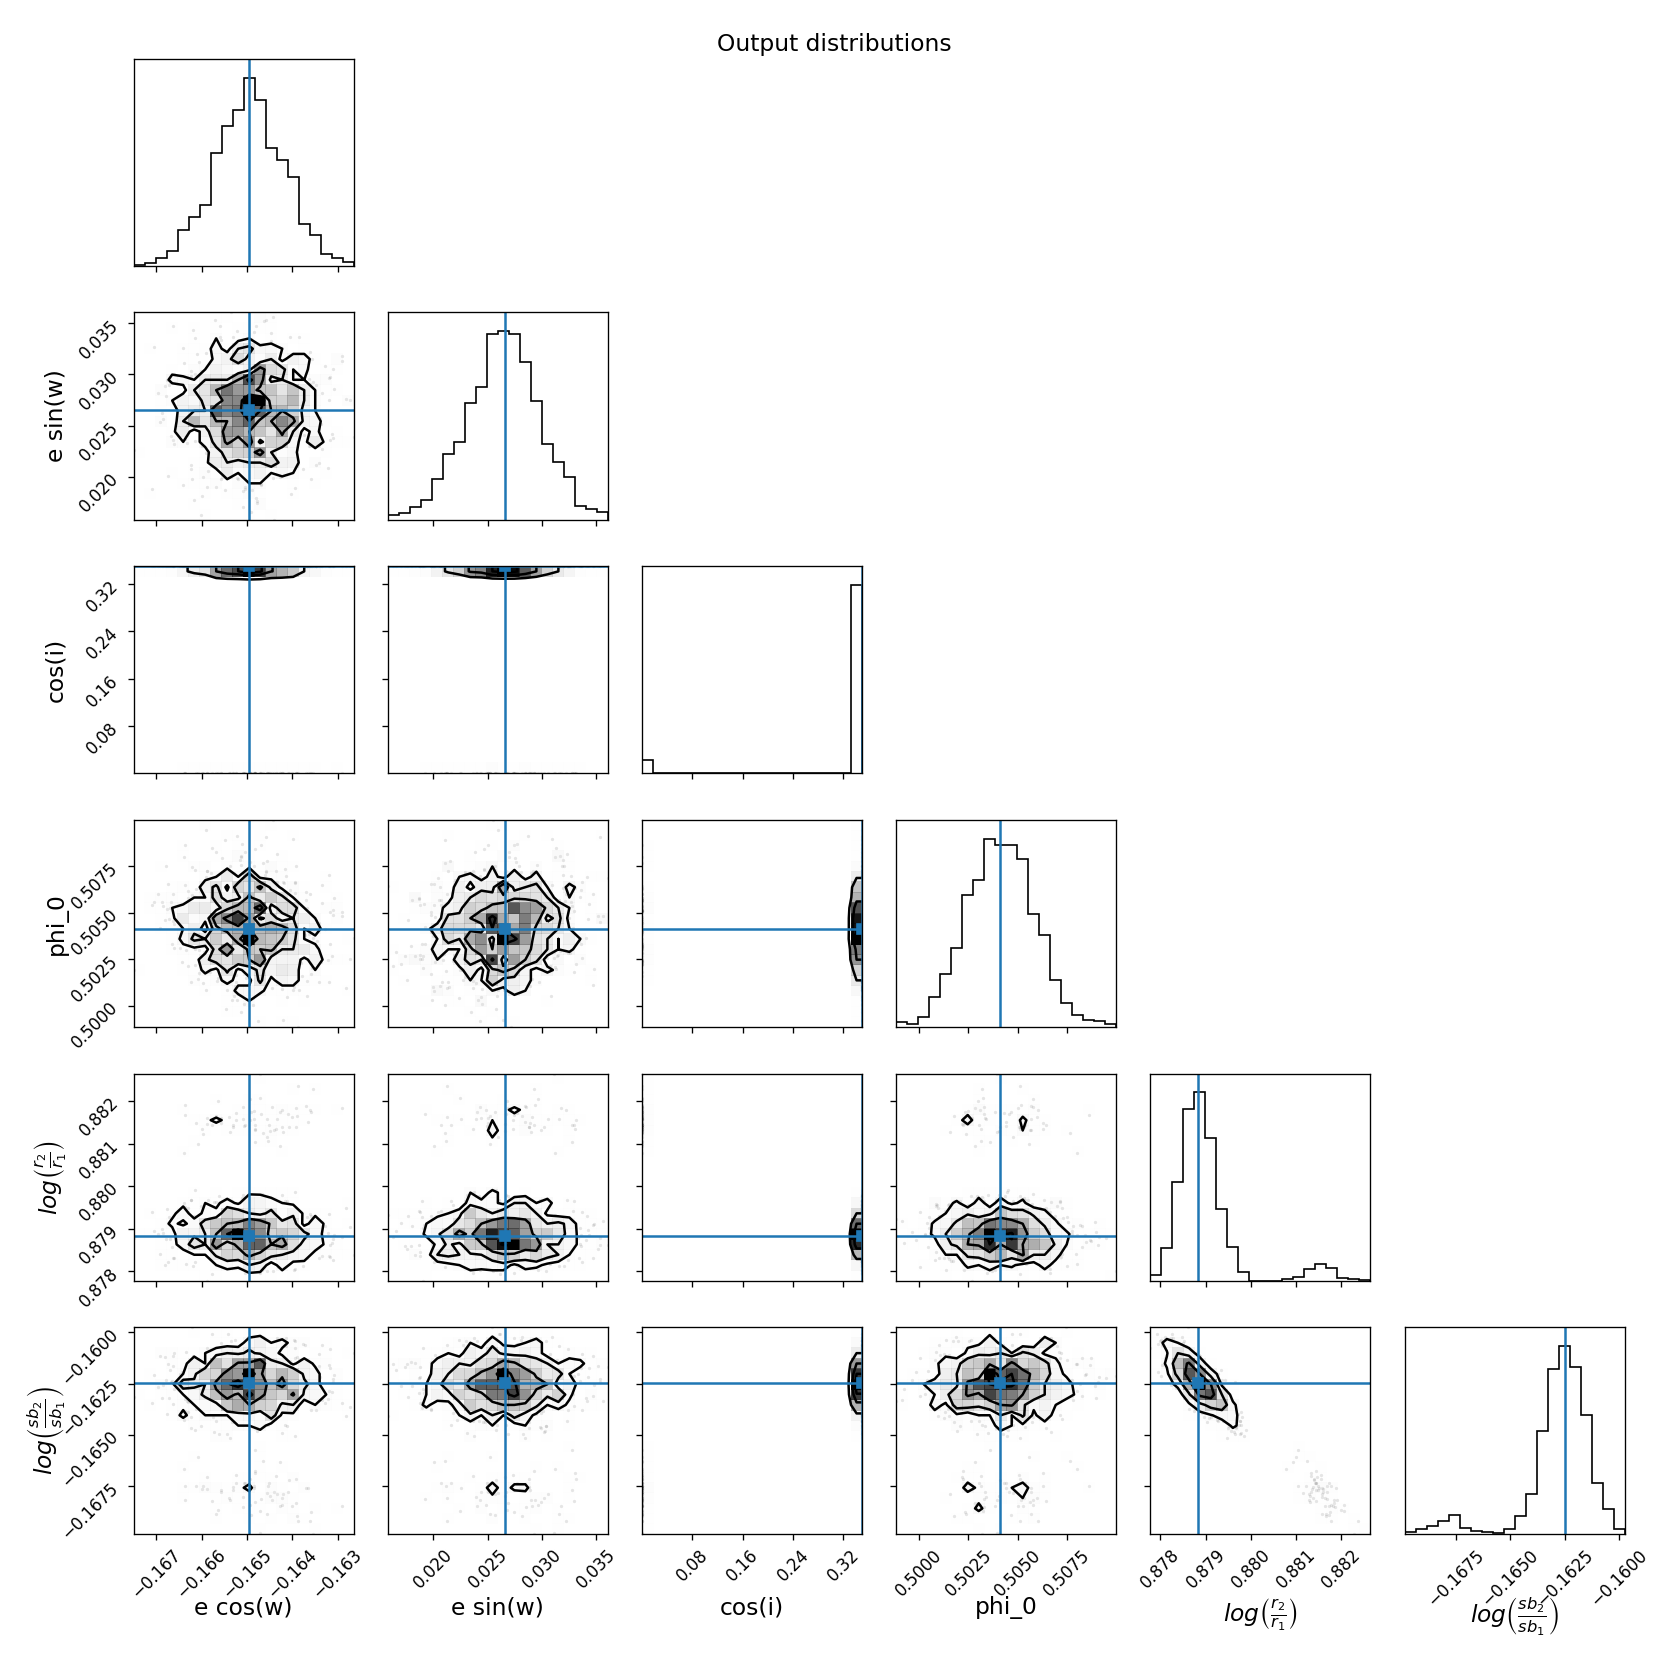 Output distributions
0.035
0.030
0.025
0.020
e sin(w)
0.32
0.24
0.16
0.08
cos(i)
0.5075
0.5050
0.5025
0.5000
phi_0
0.882
0.881
0.880
0.879
0.878
log(r2/r1)
−0.1600
−0.1625
−0.1650
−0.1675
log(sb2/sb1)
−0.167 −0.166 −0.165 −0.164 −0.163
0.020 0.025 0.030 0.035
0.08 0.16 0.24 0.32
0.5000 0.5025 0.5050 0.5075
0.878 0.879 0.880 0.881 0.882
−0.1675 −0.1650 −0.1625 −0.1600
e cos(w) e sin(w) cos(i) phi_0 log(r2/r1) log(sb2/sb1)